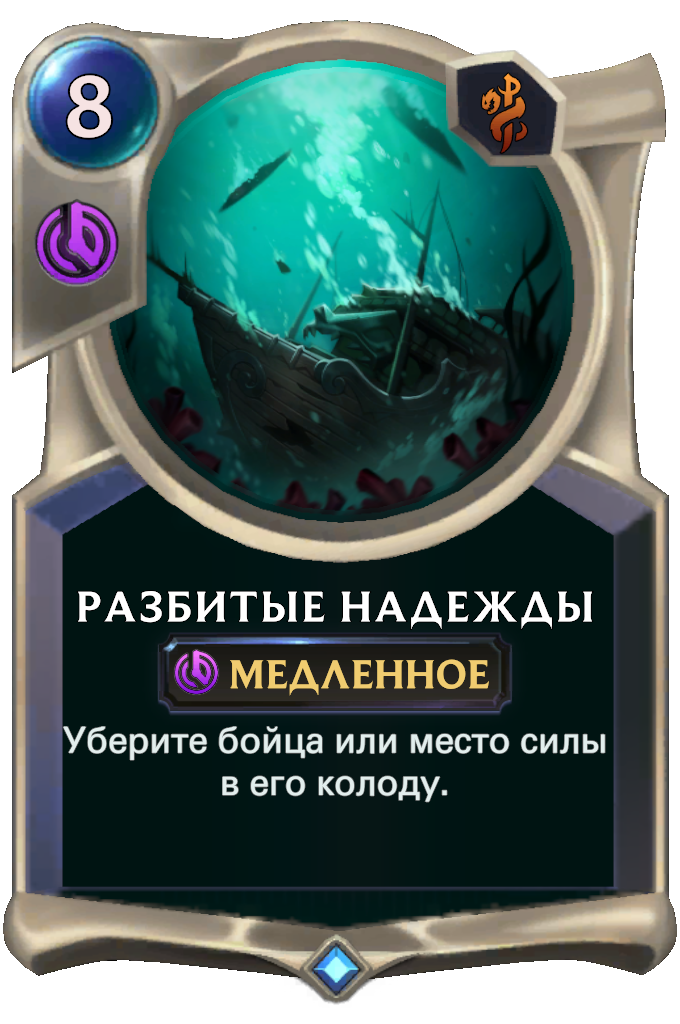 8
РАЗБИТЫЕ НАДЕЖДЫ
МЕДЛЕННОЕ
Уберите бойца или место силы
в его колоду.